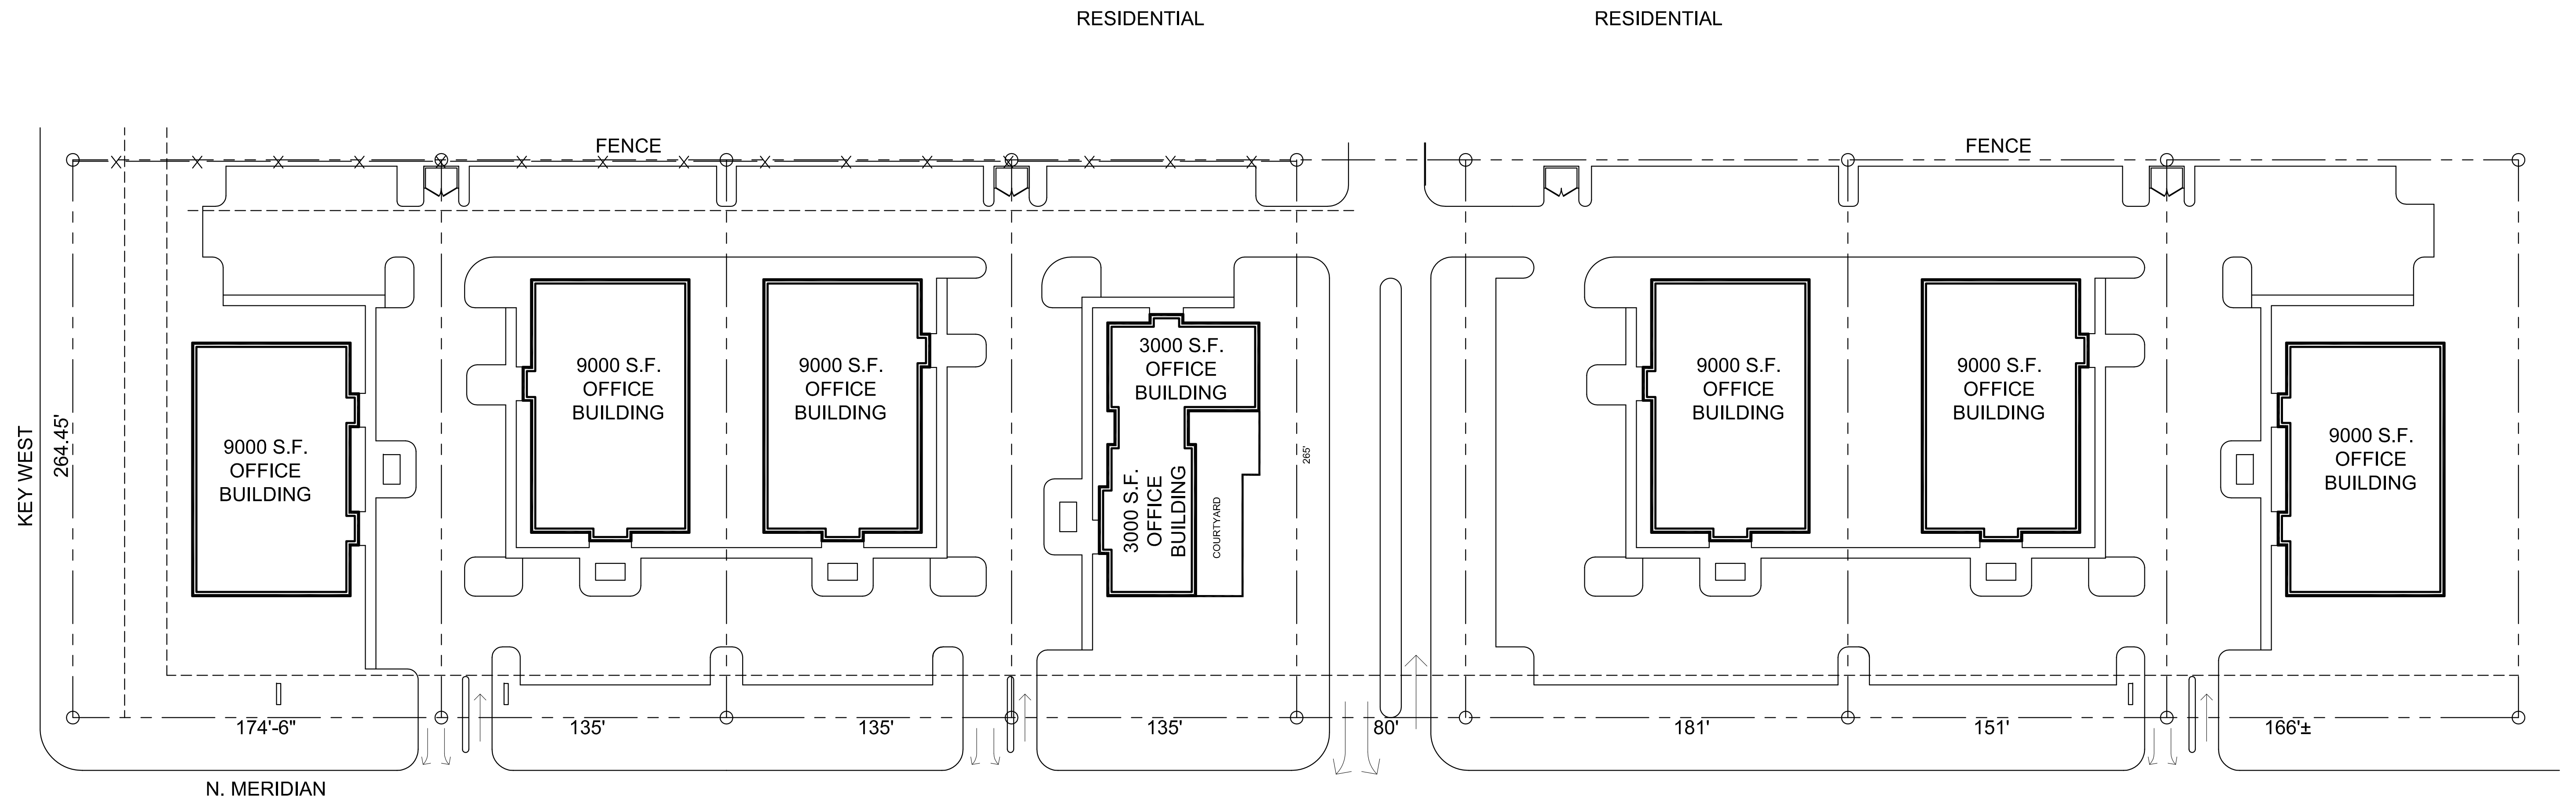 RESIDENTIAL
RESIDENTIAL
FENCE
FENCE
KEY WEST
264.45'
9000 S.F.
OFFICE
BUILDING
9000 S.F.
OFFICE
BUILDING
9000 S.F.
OFFICE
BUILDING
3000 S.F.
OFFICE
BUILDING
3000 S.F.
OFFICE
BUILDING
COURTYARD
265'
9000 S.F.
OFFICE
BUILDING
9000 S.F.
OFFICE
BUILDING
9000 S.F.
OFFICE
BUILDING
174'-6"
135'
135'
135'
80'
181'
151'
166'±
N. MERIDIAN